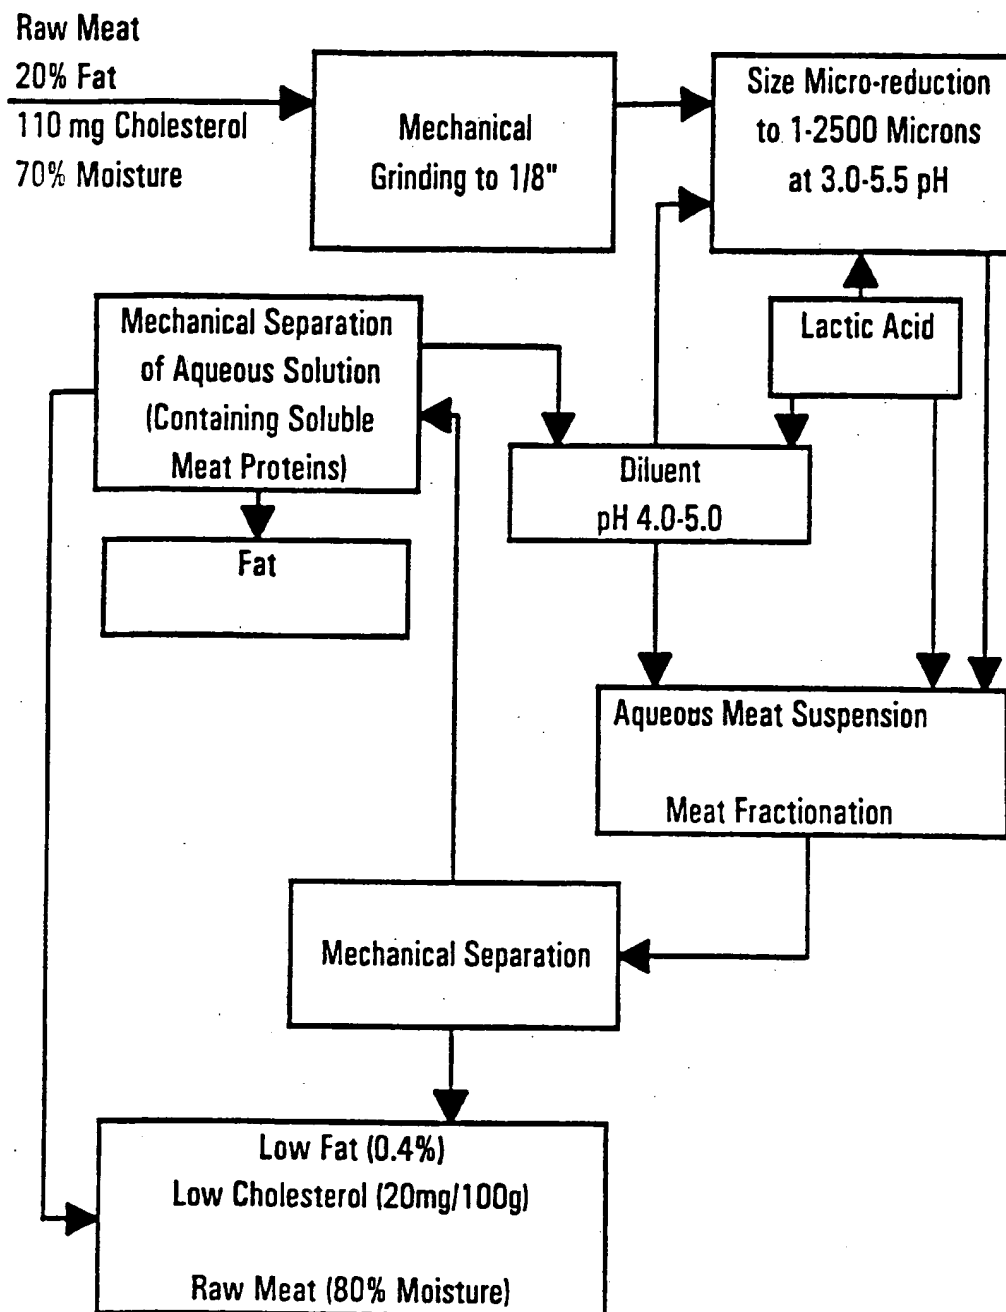 Raw Meat
20% Fat
110 mg Cholesterol
70% Moisture
Mechanical
Grinding to 1/8"
Size Micro-reduction
to 1-2500 Microns
at 3.0-5.5 pH
Lactic Acid
Mechanical Separation
of Aqueous Solution
(Containing Soluble
Meat Proteins)
Diluent
pH 4.0-5.0
Fat
Aqueous Meat Suspension
Meat Fractionation
Mechanical Separation
Low Fat (0.4%)
Low Cholesterol (20mg/100g)
Raw Meat (80% Moisture)